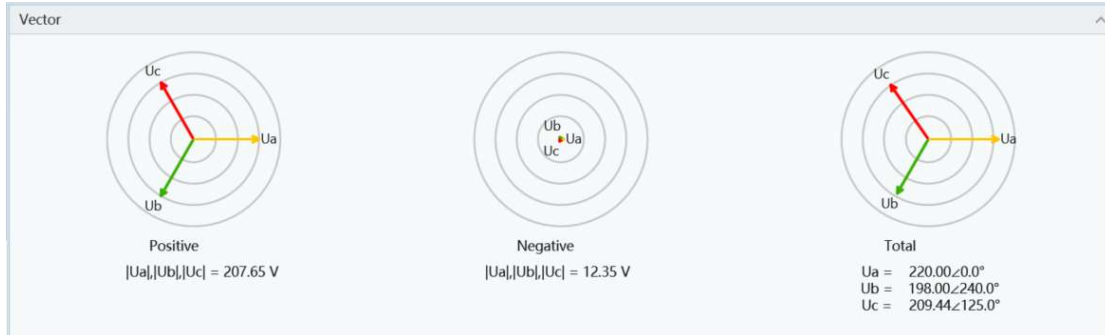 Vector
Uc
Ua
Ub
Positive
|Ua|,|Ub|,|Uc| = 207.65 V
Ub
Ua
Uc
Negative
|Ua|,|Ub|,|Uc| = 12.35 V
Uc
Ua
Ub
Total
Ua = 220.00∠0.0°
Ub = 198.00∠240.0°
Uc = 209.44∠125.0°